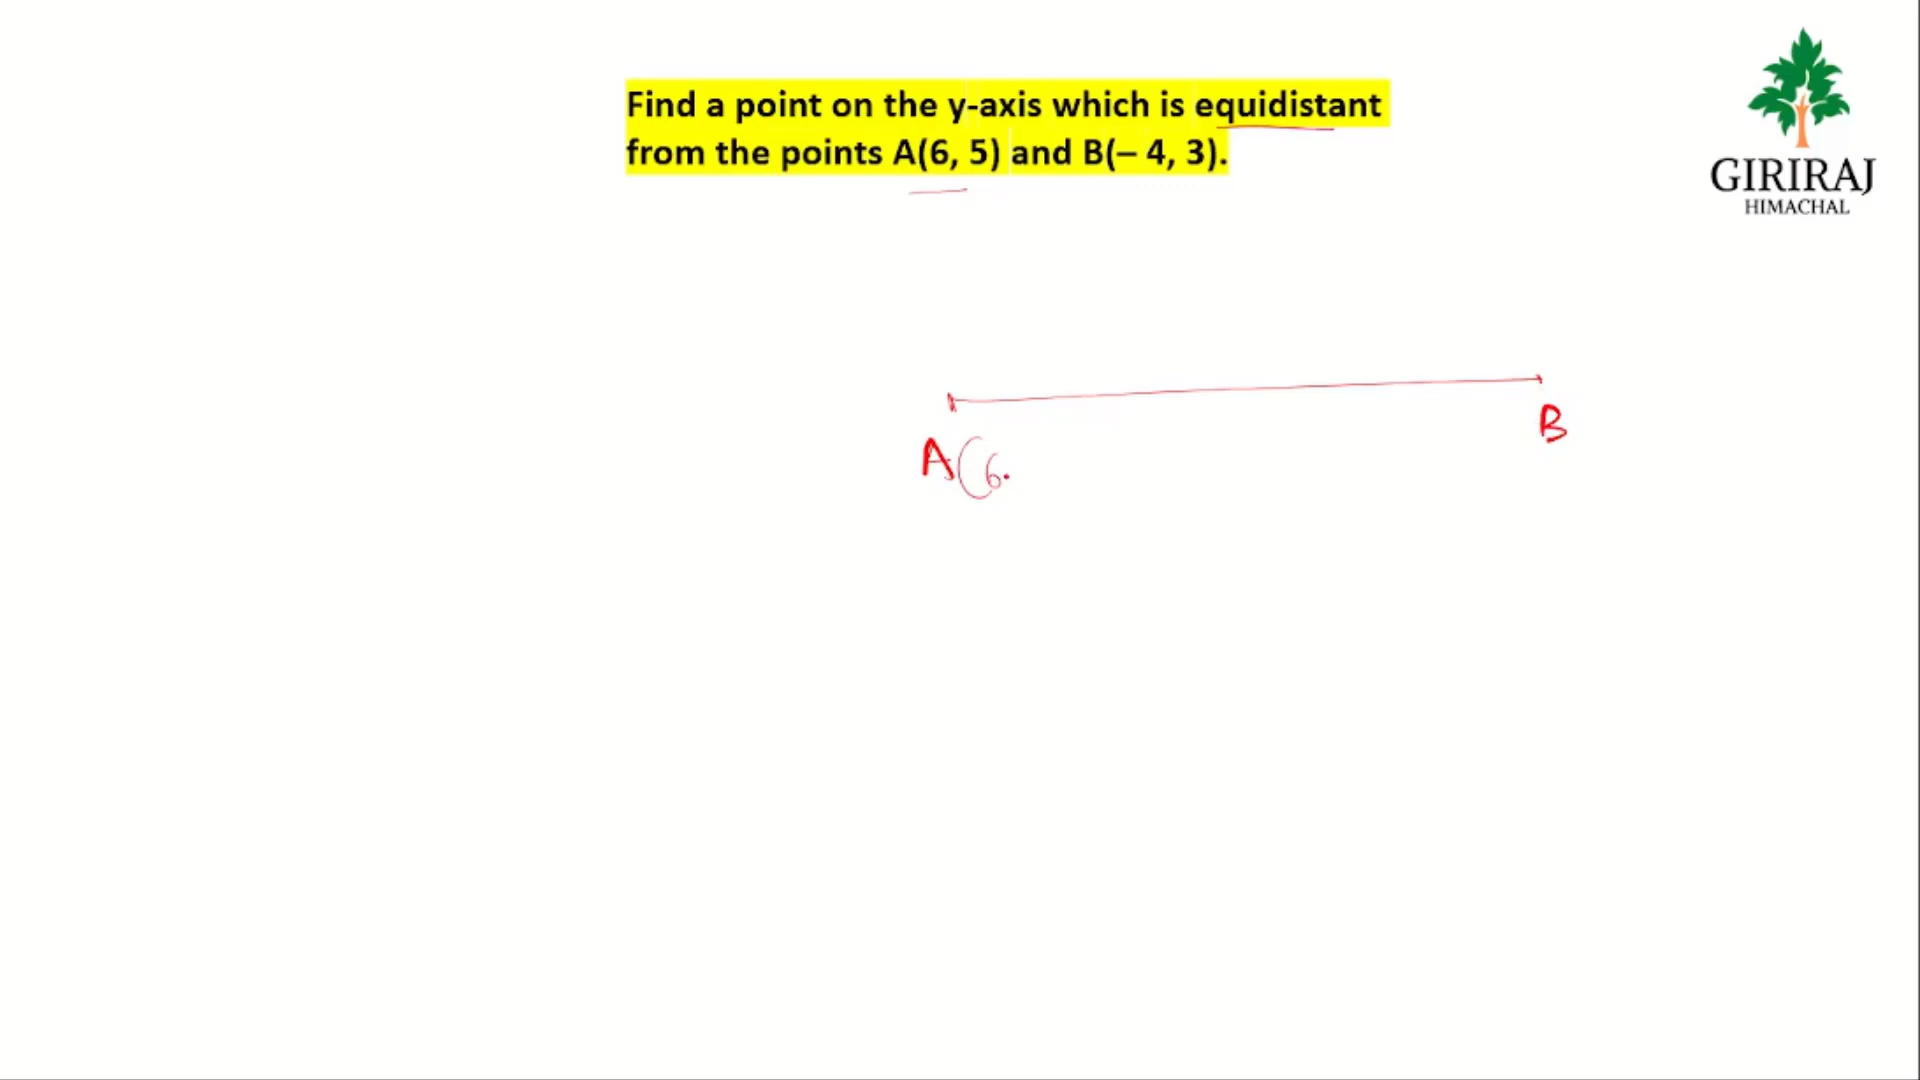 Find a point on the y-axis which is equidistant
from the points A(6, 5) and B(– 4, 3).
GIRIRAJ
HIMACHAL
B
A(6.